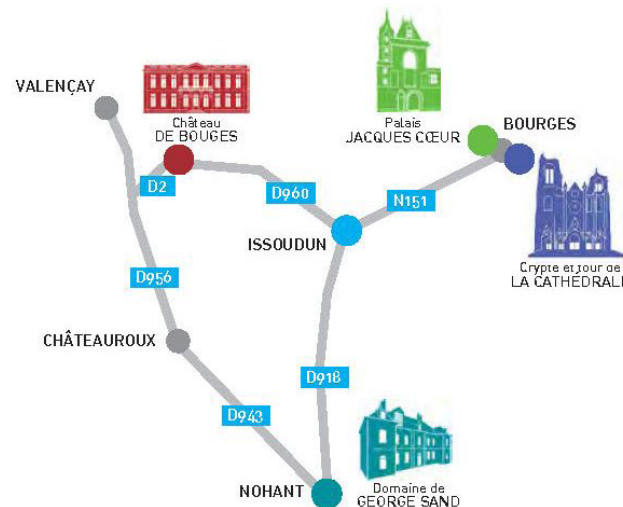 VALENÇAY
Château
DE BOUGES
Palais
JACQUES CŒUR
BOURGES
D2
D960
N151
ISSOUDUN
Crypte et tour de
LA CATHEDRALE
D956
CHÂTEAUROUX
D918
D943
NOHANT
Domaine de
GEORGE SAND